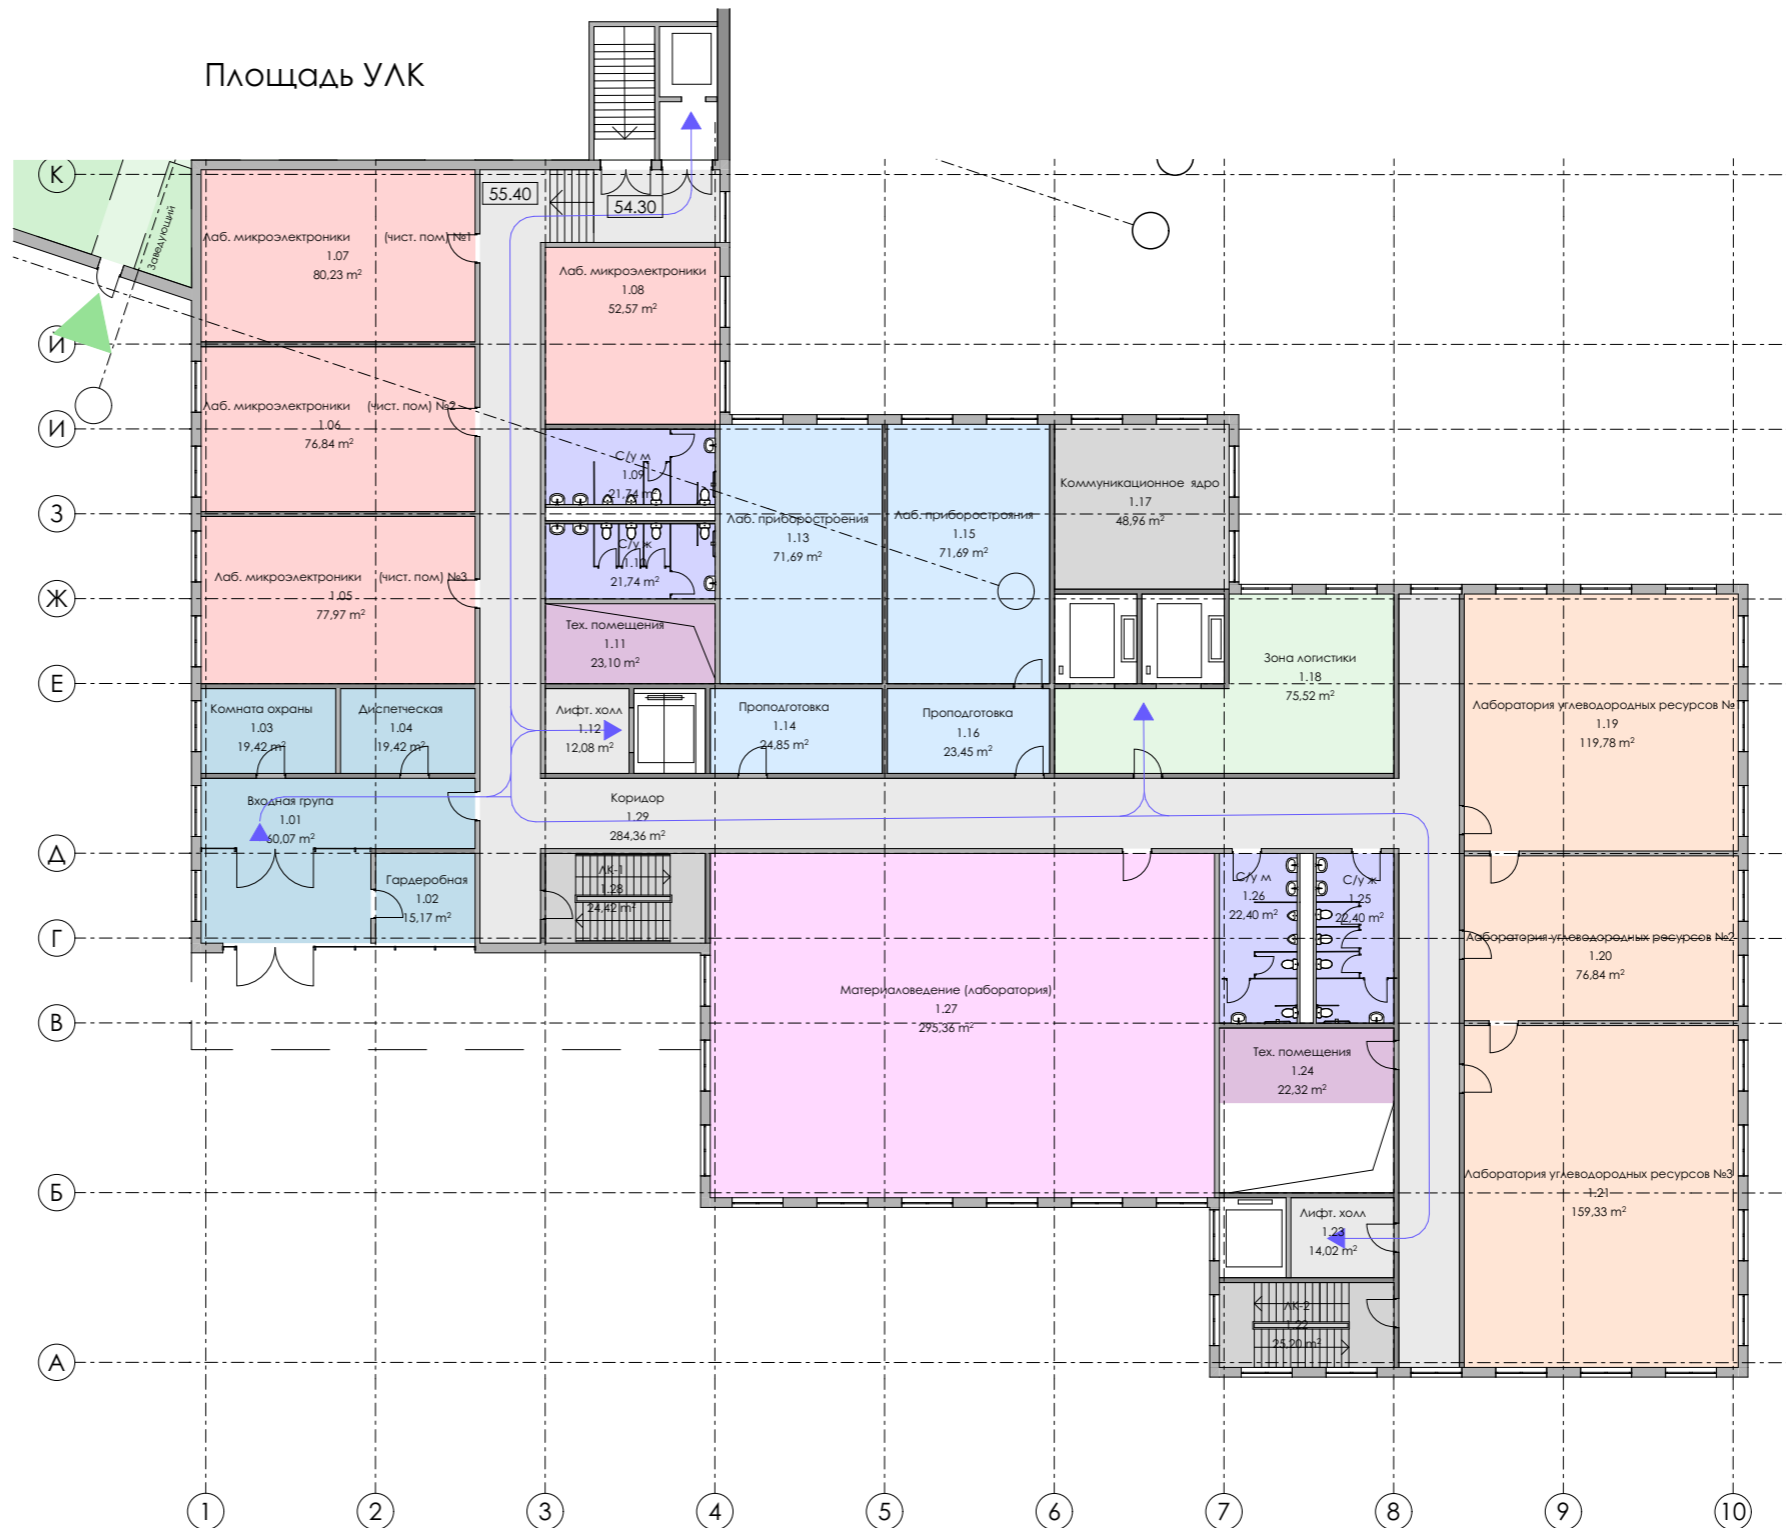 Площадь УЛК
К
И
И
З
Ж
Е
Д
Г
В
Б
А
Заведующий
55.40
54.30
Лаб. микроэлектроники (чист. пом) №1
1.07
80,23 m²
Лаб. микроэлектроники
1.08
52,57 m²
Лаб. микроэлектроники (чист. пом) №2
1.06
76,84 m²
С/у м
1.09
21,74 m²
С/у ж
1.10
21,74 m²
Лаб. приборостроения
1.13
71,69 m²
Лаб. приборострояния
1.15
71,69 m²
Коммуникационное ядро
1.17
48,96 m²
Лаб. микроэлектроники (чист. пом) №3
1.05
77,97 m²
Тех. помещения
1.11
23,10 m²
Зона логистики
1.18
75,52 m²
Комната охраны
1.03
19,42 m²
Диспетческая
1.04
19,42 m²
Лифт. холл
1.12
12,08 m²
Проподготовка
1.14
24,85 m²
Проподготовка
1.16
23,45 m²
Лаборатория углеводородных ресурсов №
1.19
119,78 m²
Входная група
1.01
60,07 m²
Коридор
1.29
284,36 m²
Гардеробная
1.02
15,17 m²
ЛК-1
1.28
24,42 m²
С/у м
1.26
22,40 m²
С/у ж
1.25
22,40 m²
Лаборатория углеводородных ресурсов №2
1.20
76,84 m²
Материаловедение (лаборатория)
1.27
295,36 m²
Тех. помещения
1.24
22,32 m²
Лаборатория углеводородных ресурсов №3
1.21
159,33 m²
Лифт. холл
1.23
14,02 m²
ЛК-2
1.22
25,20 m²
1 2 3 4 5 6 7 8 9 10